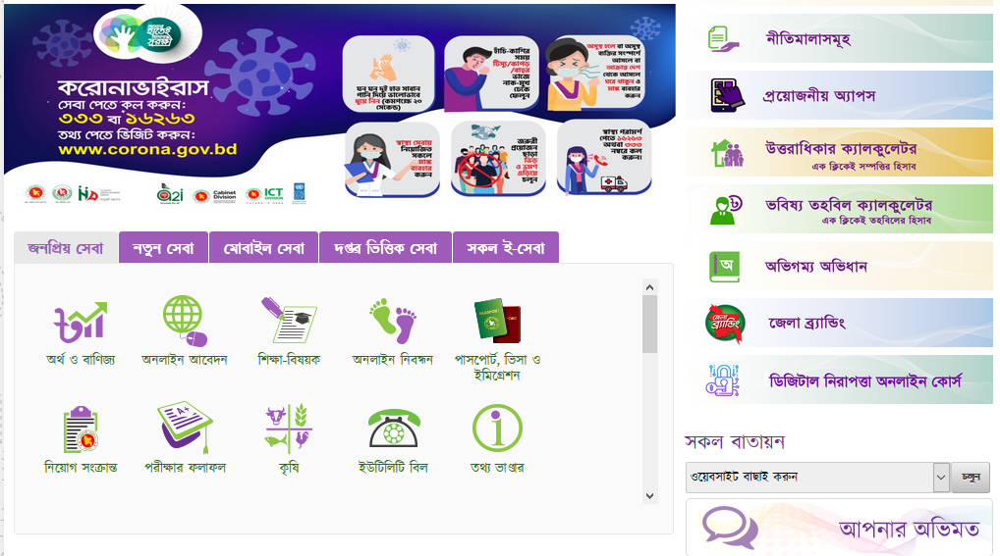 করোনাভাইরাস
সেবা পেতে কল করুন:
৩৩৩ বা ১৬২৬৩
তথ্য পেতে ভিজিট করুন:
www.corona.gov.bd
ঘন ঘন দুই হাত সাবান
পানি দিয়ে ভালোভাবে
ধুয়ে নিন (কমপক্ষে ২০
সেকেন্ড)
হাঁচি-কাশির
সময়
টিস্যু/কাপড়
/বাহুর
ভাজে
নাক-মুখ
ঢেকে
ফেলুন
অসুস্থ হলে বা অসুস্থ
ব্যক্তির সংস্পর্শে
আসলে বা
আক্রান্ত দেশ
থেকে আসলে
ঘরে থাকুন ও
মাস্ক ব্যবহার
করুন
স্বাস্থ্য সেবায়
নিয়োজিত
সকলে
মাস্ক
ব্যবহার
করুন
জরুরী
প্রয়োজন
ছাড়া
ভিড়
ও ভ্রমণ
এড়িয়ে
চলুন
স্বাস্থ্য পরামর্শ
পেতে ১৬২৬৩
অথবা ৩৩৩
নম্বরে কল
করুন।
a2i
Cabinet
Division
ICT
DIVISION
জনপ্রিয় সেবা
নতুন সেবা
মোবাইল সেবা
দপ্তর ভিত্তিক সেবা
সকল ই-সেবা
অর্থ ও বাণিজ্য
অনলাইন আবেদন
শিক্ষা-বিষয়ক
অনলাইন নিবন্ধন
পাসপোর্ট, ভিসা ও
ইমিগ্রেশন
নিয়োগ সংক্রান্ত
পরীক্ষার ফলাফল
কৃষি
ইউটিলিটি বিল
তথ্য ভাণ্ডার
নীতিমালাসমূহ
প্রয়োজনীয় অ্যাপস
উত্তরাধিকার ক্যালকুলেটর
এক ক্লিকেই সম্পত্তির হিসাব
ভবিষ্য তহবিল ক্যালকুলেটর
এক ক্লিকেই তহবিলের হিসাব
অ
অভিগম্য অভিধান
জেলা
ব্র্যান্ডিং
জেলা ব্র্যান্ডিং
ডিজিটাল নিরাপত্তা অনলাইন কোর্স
সকল বাতায়ন
ওয়েবসাইট বাছাই করুন
চলুন
আপনার অভিমত